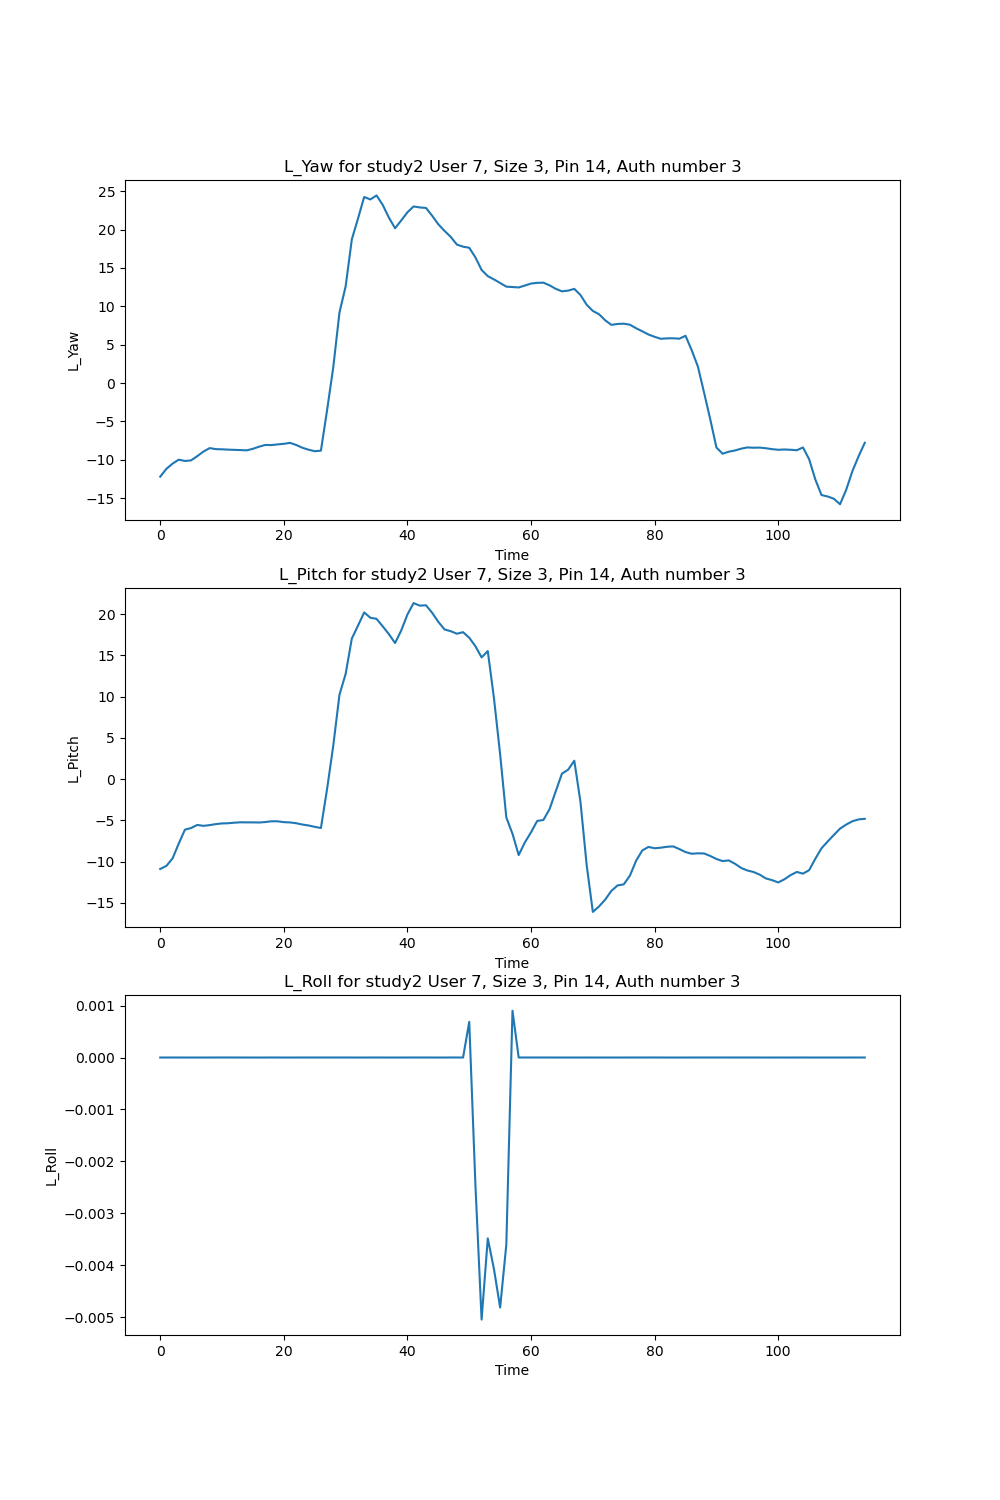 L_Yaw for study2 User 7, Size 3, Pin 14, Auth number 3
25
20
15
10
5
0
−5
−10
−15
L_Yaw
0 20 40 60 80 100
Time
L_Pitch for study2 User 7, Size 3, Pin 14, Auth number 3
20
15
10
5
0
−5
−10
−15
L_Pitch
0 20 40 60 80 100
Time
L_Roll for study2 User 7, Size 3, Pin 14, Auth number 3
0.001
0.000
−0.001
−0.002
−0.003
−0.004
−0.005
L_Roll
0 20 40 60 80 100
Time